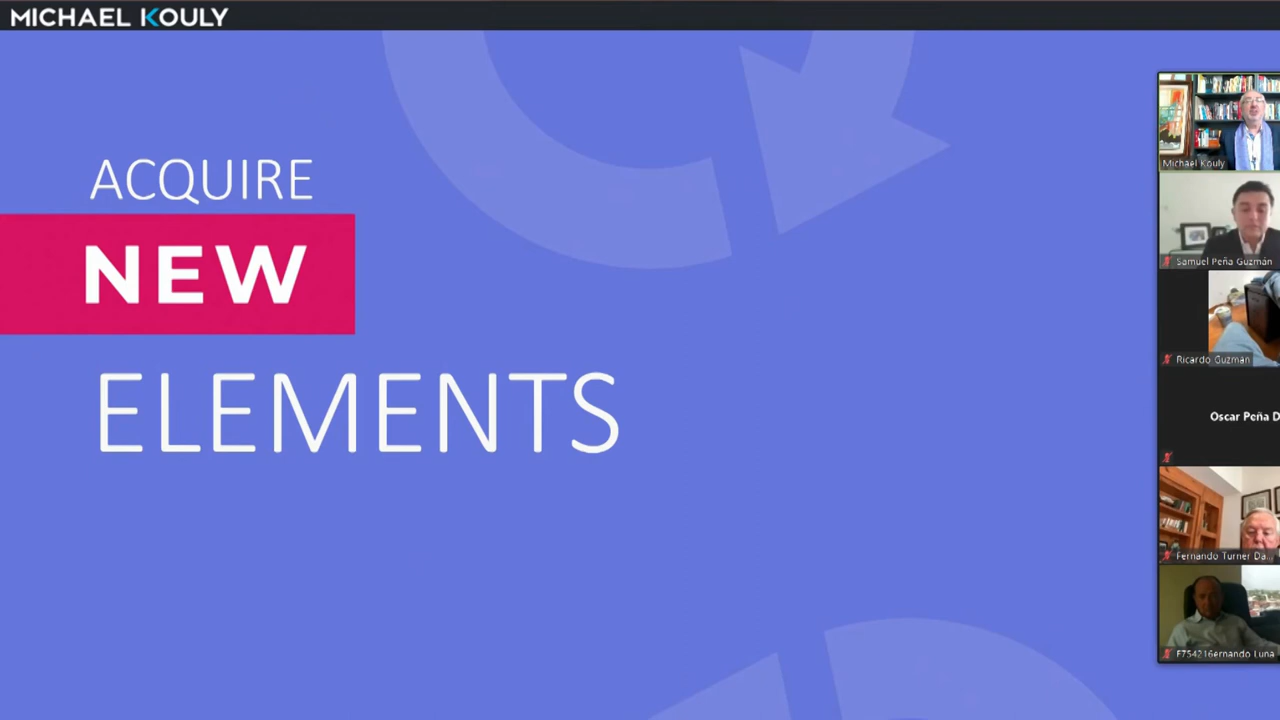 MICHAEL KOULY
ACQUIRE
NEW
ELEMENTS
Michael Kouly
Samuel Peña Guzmán
Ricardo Guzmán
Oscar Peña D
Fernando Turner Da...
F754216ernando Luna